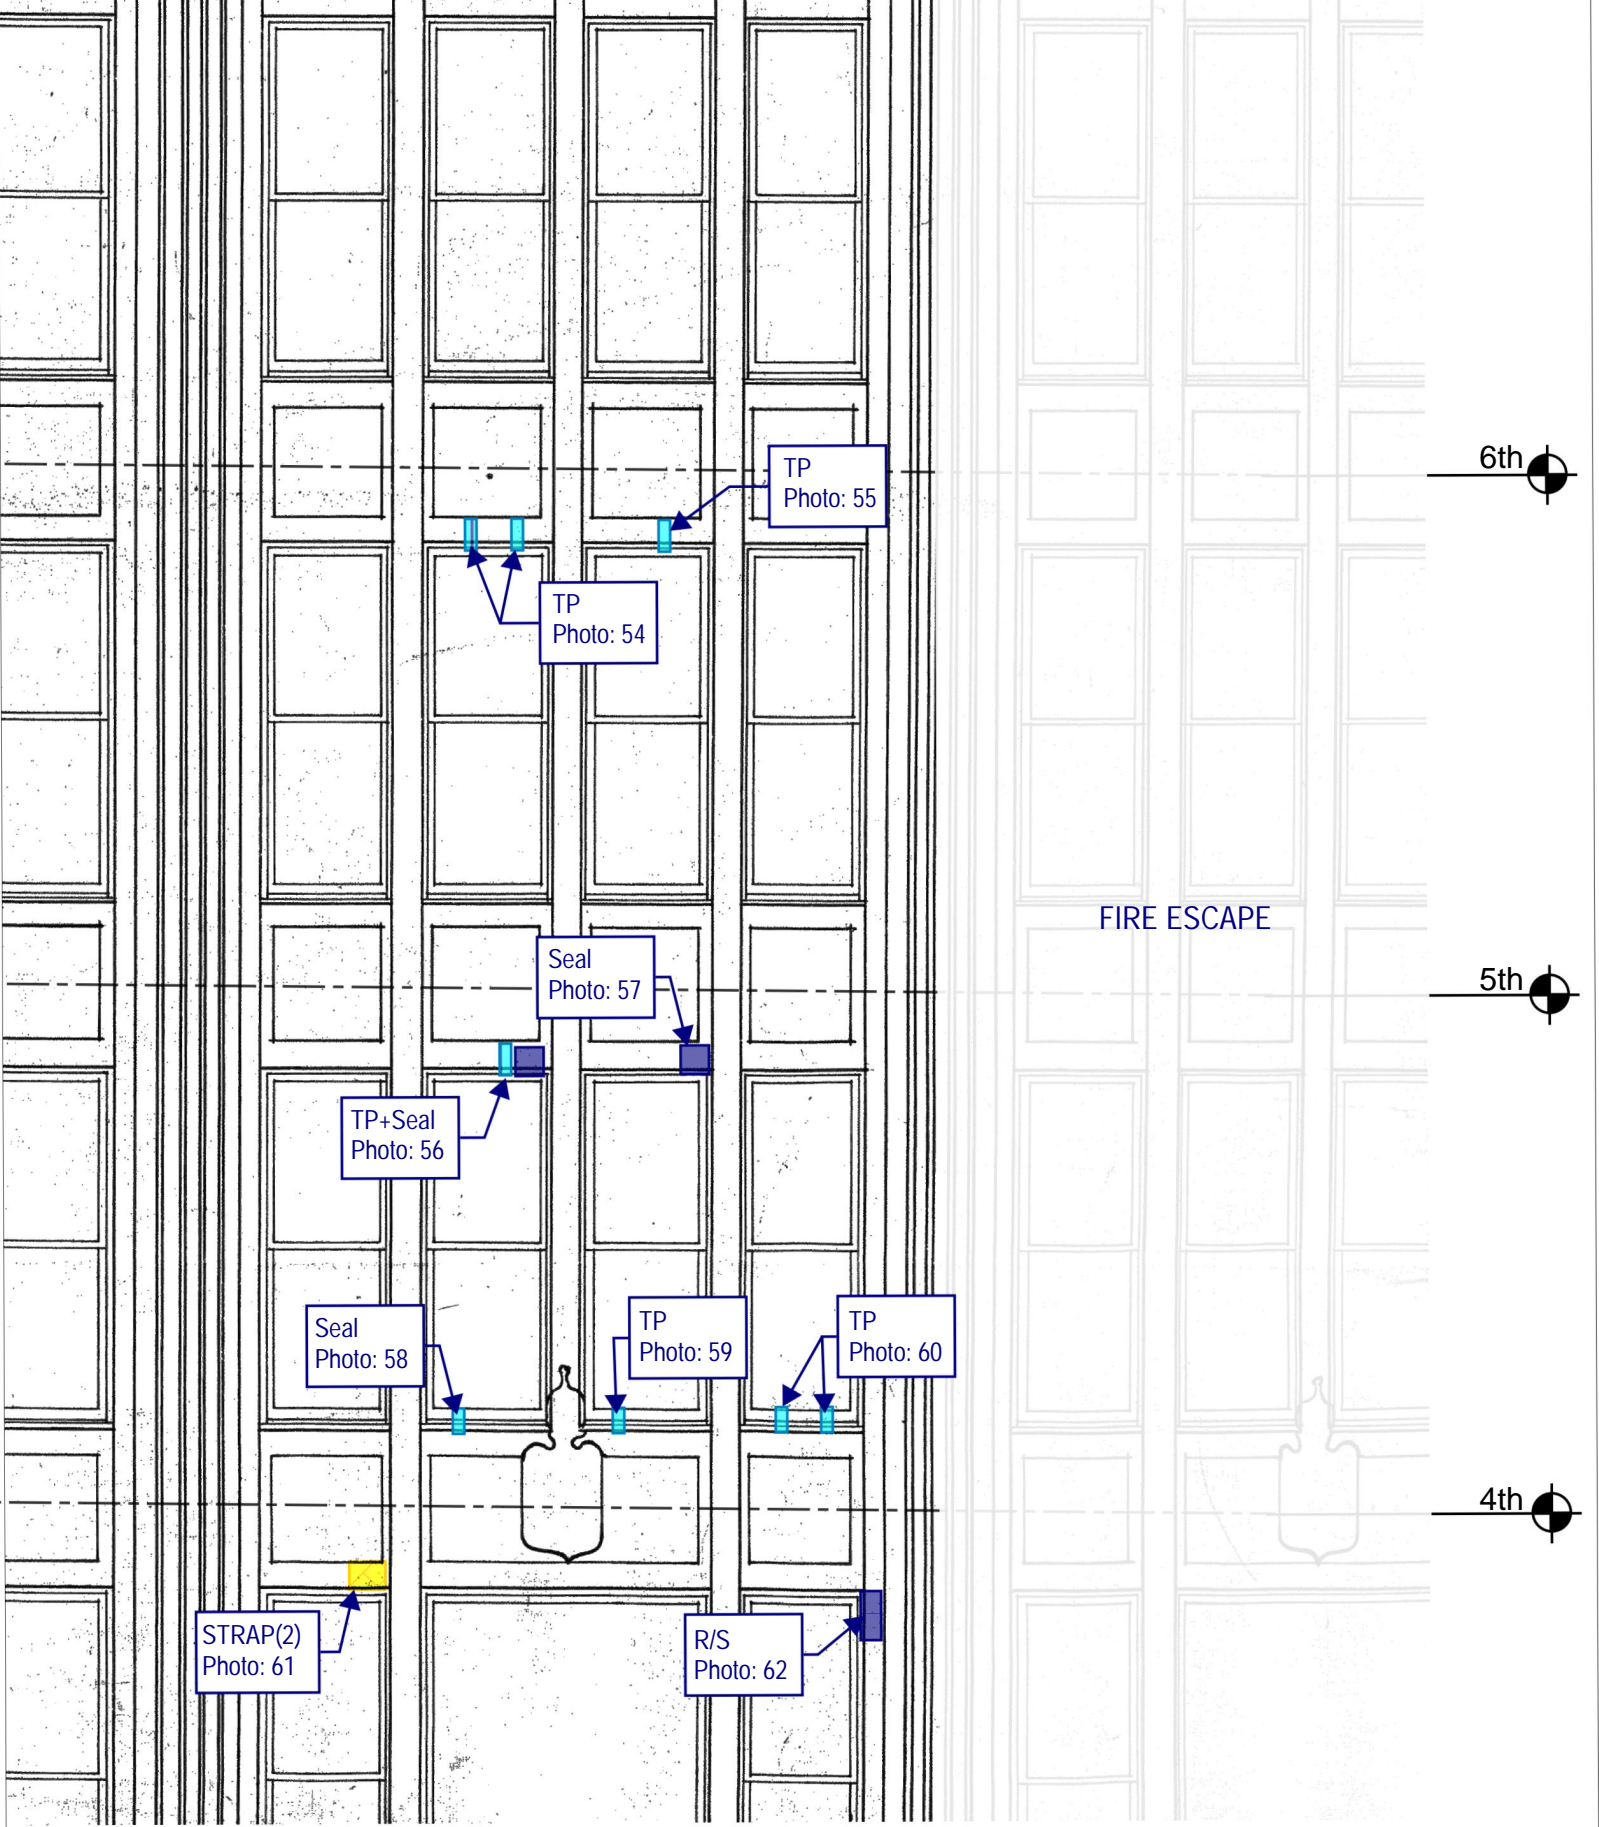 6th
TP
Photo: 55
TP
Photo: 54
FIRE ESCAPE
Seal
Photo: 57
5th
TP+Seal
Photo: 56
Seal
Photo: 58
TP
Photo: 59
TP
Photo: 60
4th
STRAP(2)
Photo: 61
R/S
Photo: 62